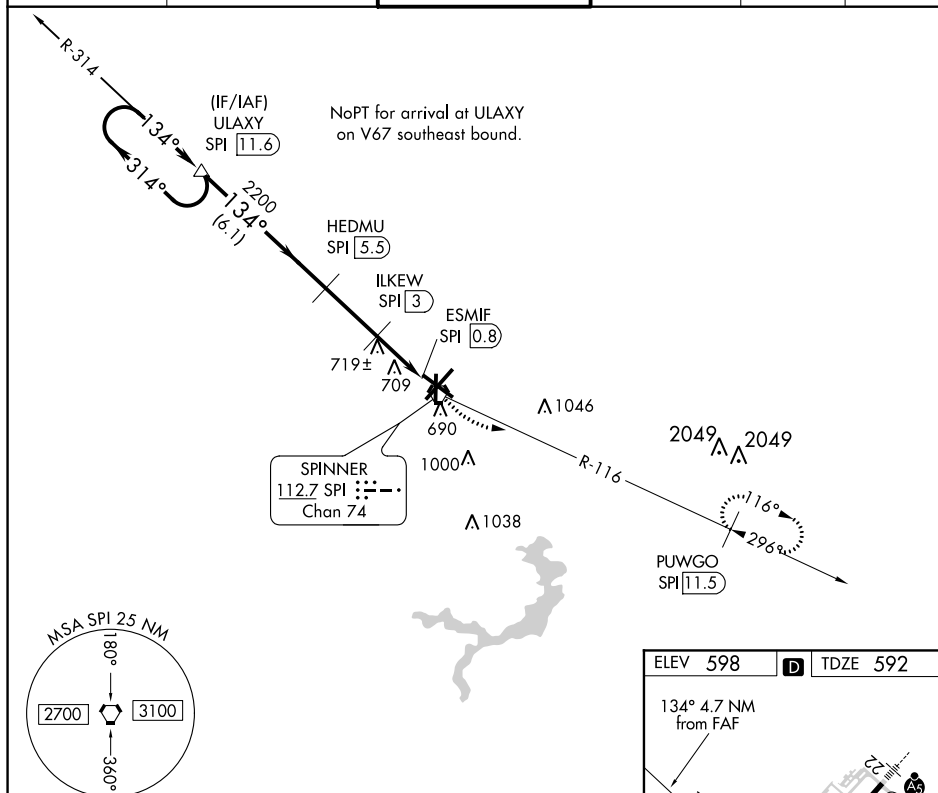 R-314
134°
314°
(IF/IAF)
ULAXY
SPI 11.6
NoPT for arrival at ULAXY
on V67 southeast bound.
2200
134°
(6.1)
HEDMU
SPI 5.5
ILKEW
SPI 3
ESMIF
SPI 0.8
719±
709
690
1046
1000
1038
2049 2049
R-116
116°
296°
SPINNER
112.7 SPI
Chan 74
PUWGO
SPI 11.5
MSA SPI 25 NM
180°
2700 3100
360°
ELEV 598 D TDZE 592
134° 4.7 NM
from FAF
22
A5